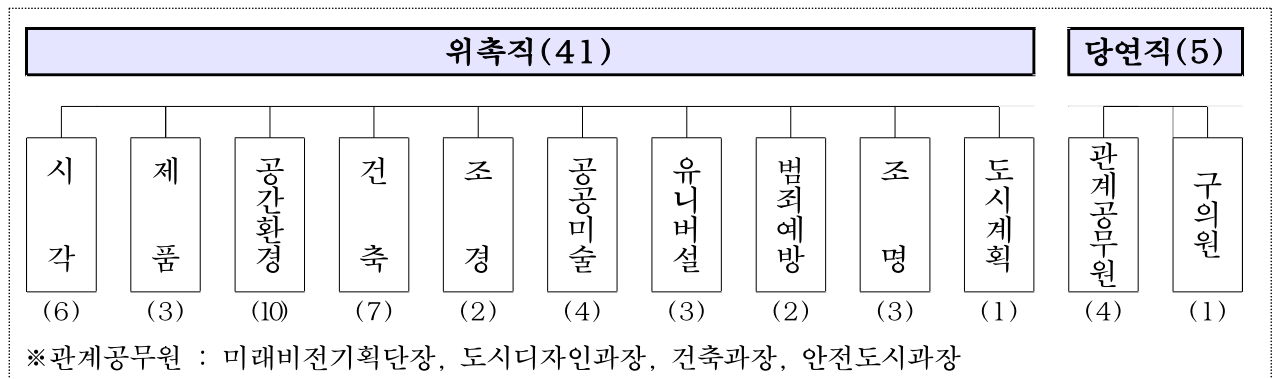 위촉직(41) 당연직(5)
시각 제품 공간환경 건축 조경 공공미술 유니버설 범죄예방 조명 도시계획 관계공무원 구의원
(6) (3) (10) (7) (2) (4) (3) (2) (3) (1) (4) (1)
※관계공무원 : 미래비전기획단장, 도시디자인과장, 건축과장, 안전도시과장